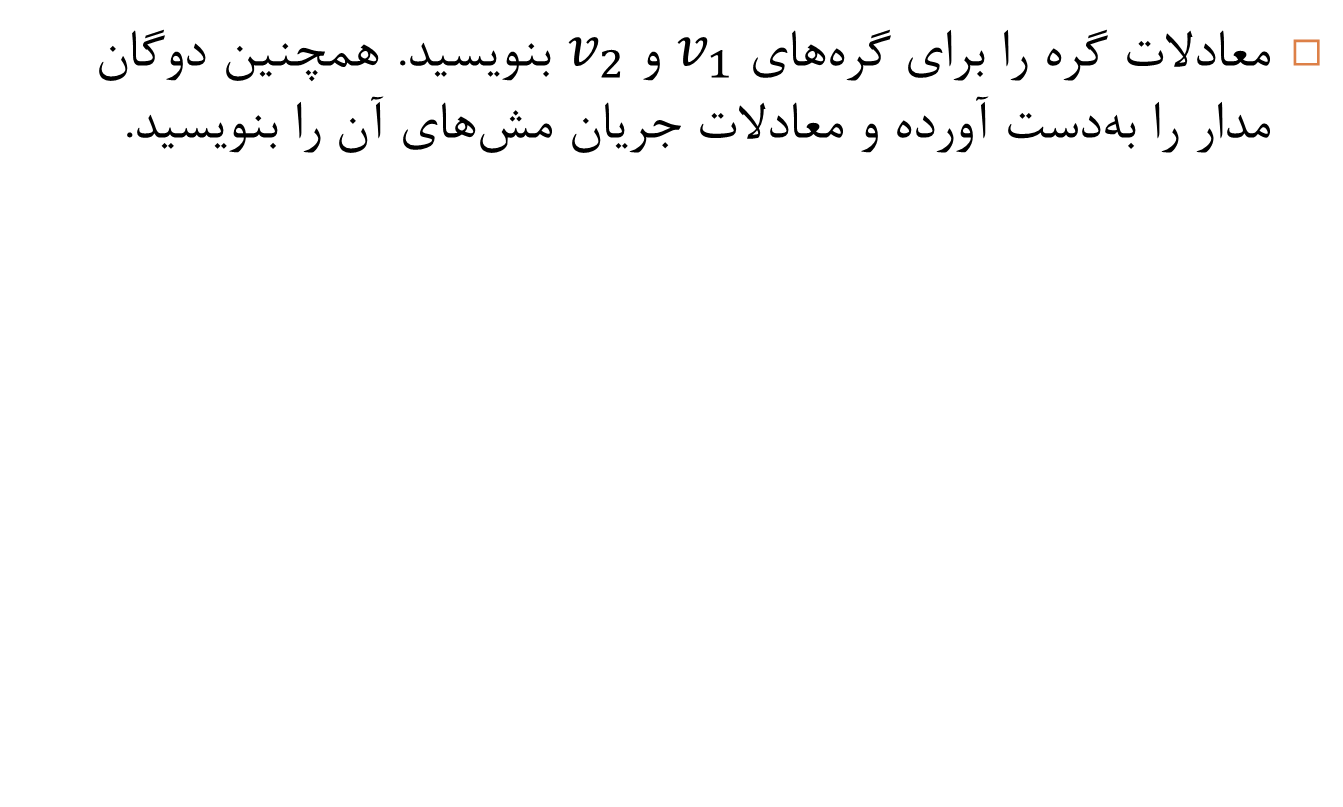 معادلات گره را برای گره‌های v₁ و v₂ بنویسید. همچنین دوگان
مدار را به‌دست آورده و معادلات جریان مش‌های آن را بنویسید.